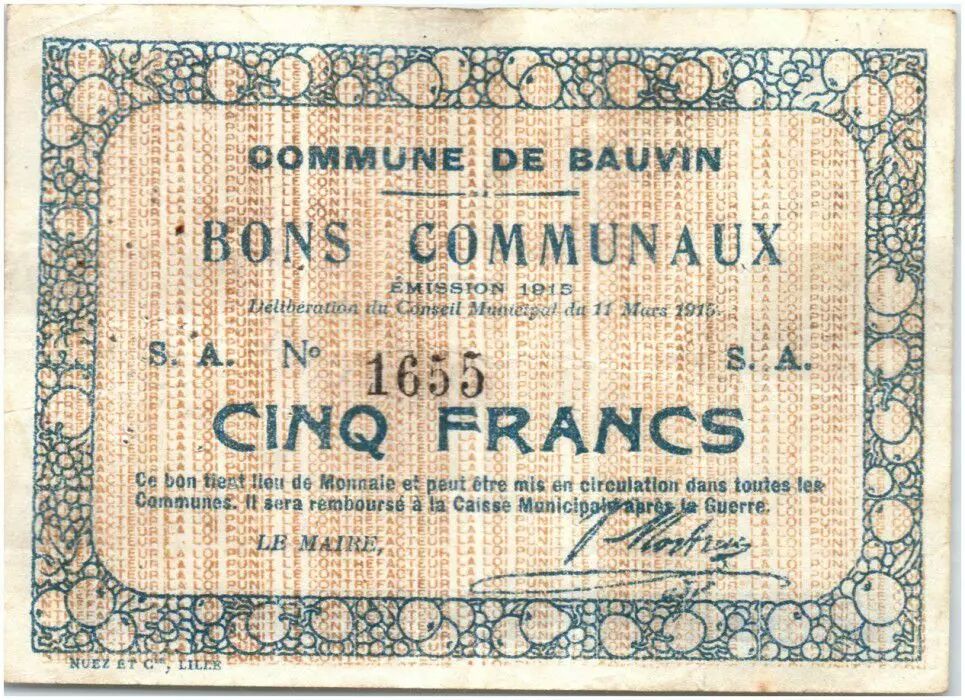 COMMUNE DE BAUVIN
BONS COMMUNAUX
ÉMISSION 1915
Délibération du Conseil Municipal du 11 Mars 1915.
S. A. No 1655 S. A.
CINQ FRANCS
Ce bon tient lieu de Monnaie et peut être mis en circulation dans toutes les
Communes. Il sera remboursé à la Caisse Municipale après la Guerre.
LE MAIRE,
NUEZ ET Cie, LILLE